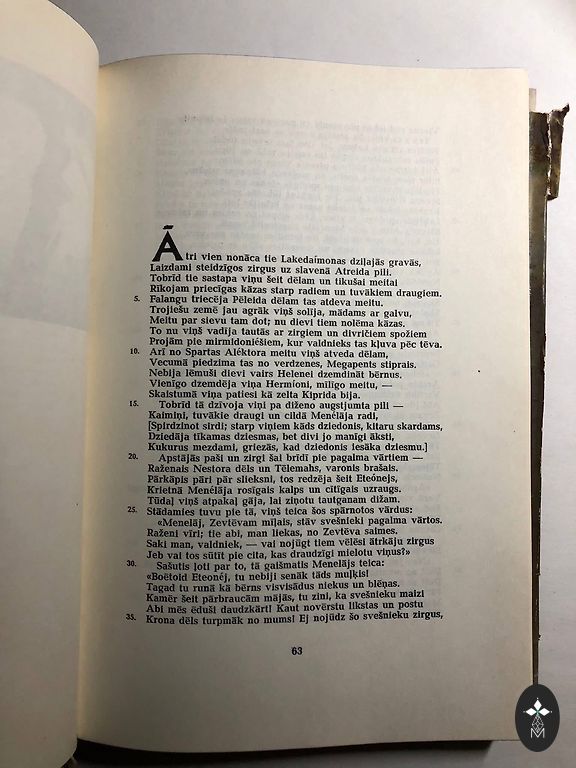 Ātri vien nonāca tie Lakedaimonas dziļajās gravās,
Laizdami steidzīgos zirgus uz slavenā Atreida pili.
Tobrīd tie sastapa viņu šeit dēlam un tikušai meitai
Rīkojam priecīgas kāzas starp radiem un tuvākiem draugiem.
5. Falangu triecēja Pēleida dēlam tas atdeva meitu.
Trojiešu zemē jau agrāk viņš solīja, mādams ar galvu,
Meitu par sievu tam dot; nu dievi tiem nolēma kāzas.
To nu viņš vadīja tautās ar zirgiem un divričiem spožiem
Projām pie mirmidoniešiem, kur valdnieks tas kļuva pēc tēva.
10. Arī no Spartas Alektora meitu viņš atveda dēlam,
Vecumā piedzima tas no verdzenes, Megapents stiprais.
Nebija lēmuši dievi vairs Helenei dzemdināt bērnus.
Vienīgo dzemdēja viņa Hermioni, mīlīgo meitu, —
Skaistumā viņa patiesi kā zelta Kiprida bija.
15. Tobrīd tā dzīvoja viņi pa diženo augstjumta pili —
Kaimiņi, tuvākie draugi un cildā Menelāja radi,
[Spirdzinot sirdi; starp viņiem kāds dziedonis, kitaru skardams,
Dziedāja tīkamas dziesmas, bet divi jo manīgi āksti,
Kukurus mezdami, griezās, kad dziedonis iesāka dziesmu.]
20. Apstājās paši un zirgi šai brīdī pie pagalma vārtiem —
Raženais Nestora dēls un Tēlemahs, varonis brašais.
Pārkāpis pāri pār slieksni, tos redzēja šeit Eteonejs,
Krietnā Menelāja rosīgais kalps un cītīgais uzraugs.
Tūdaļ viņš atpakaļ gāja, lai ziņotu tautganam dižam.
25. Stādamies tuvu pie tā, viņš teica šos spārnotos vārdus:
«Menelāj, Zevtēvam mīļais, stāv svešnieki pagalma vārtos.
Raženi vīri; tie abi, man liekas, no Zevtēva saimes.
Saki man, valdniek, — vai nojūgt tiem vēlēsi ātrkāju zirgus
Jeb vai tos sūtīt pie cita, kas draudzīgi mielotu viņus?»
30. Sašutis ļoti par to, tā gaišmatis Menelājs teica:
«Boētoid Eteonej, tu nebiji senāk tāds muļķis!
Tagad tu runā kā bērns visvisādus niekus un blēņas.
Kamēr šeit pārbraucām mājās, tu zini, ka svešnieku maizi
Abi mēs ēduši daudzkārt! Kaut novērstu likstas un postu
35. Krona dēls turpmāk no mums! Ej nojūdz šo svešnieku zirgus,
63
M